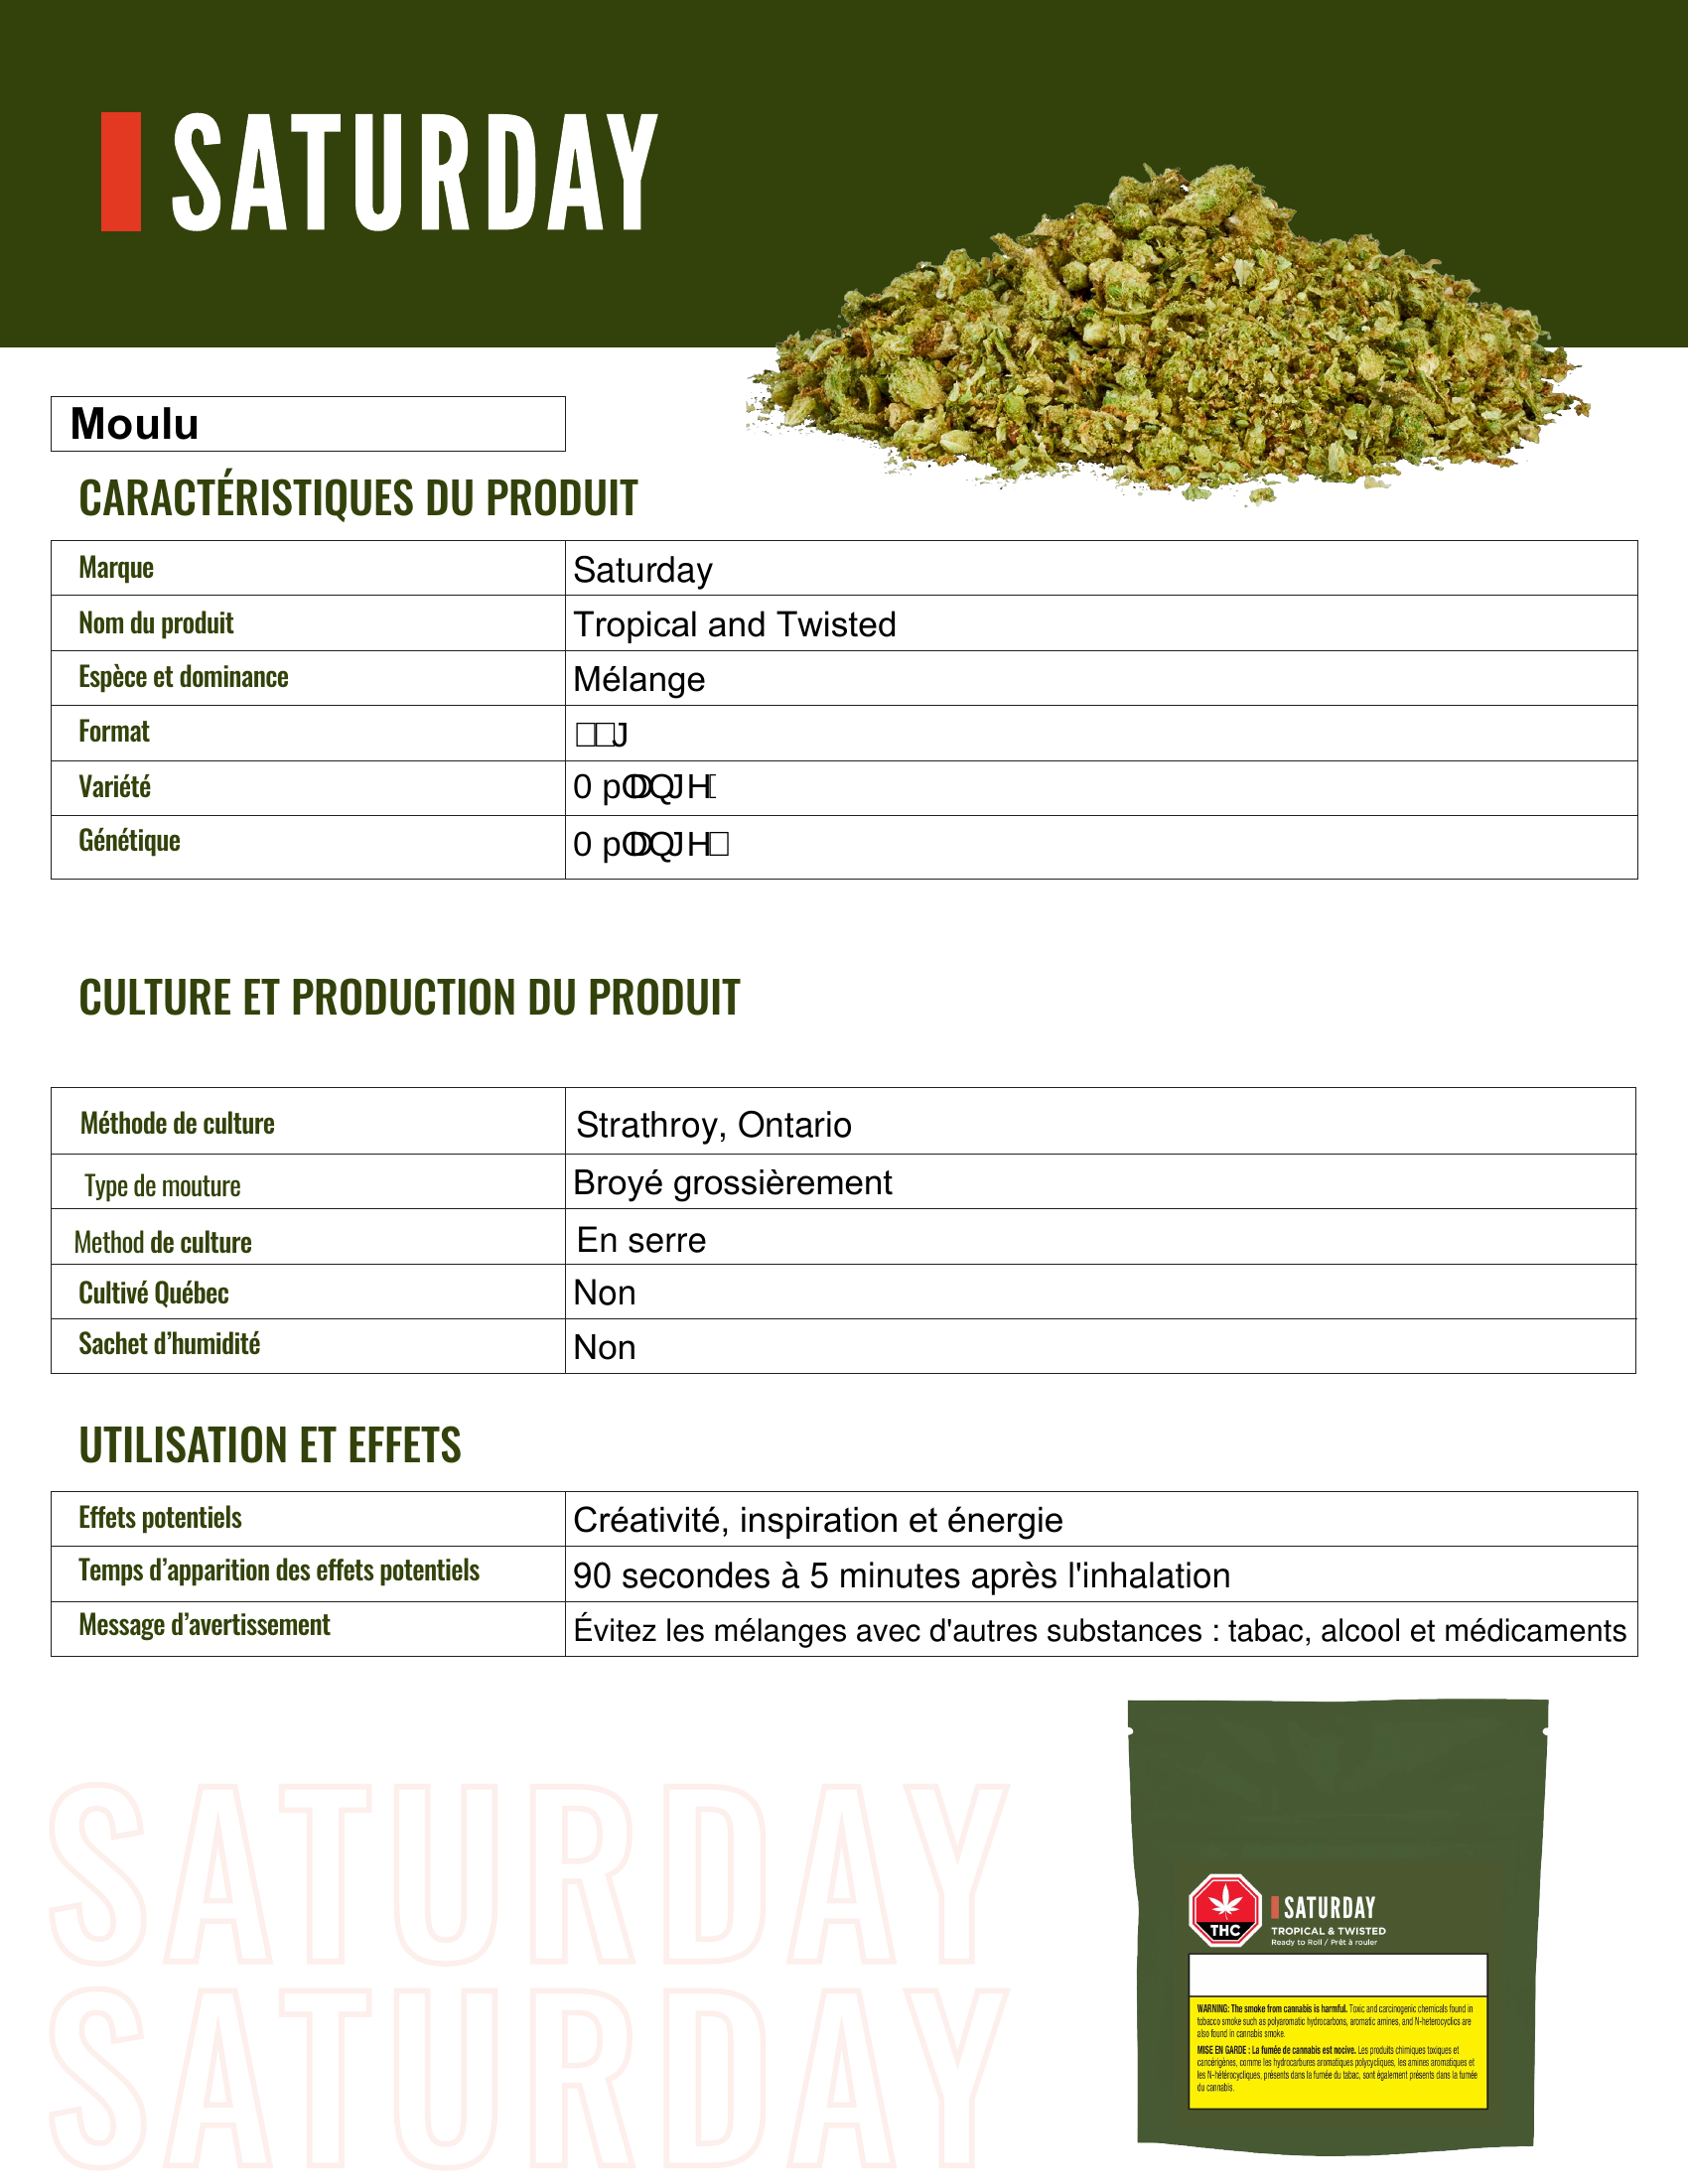 SATURDAY
Moulu
CARACTÉRISTIQUES DU PRODUIT
Marque Saturday
Nom du produit Tropical and Twisted
Espèce et dominance Mélange
Format
Variété
Génétique
CULTURE ET PRODUCTION DU PRODUIT
Méthode de culture Strathroy, Ontario
Type de mouture Broyé grossièrement
Method de culture En serre
Cultivé Québec Non
Sachet d’humidité Non
UTILISATION ET EFFETS
Effets potentiels Créativité, inspiration et énergie
Temps d’apparition des effets potentiels 90 secondes à 5 minutes après l'inhalation
Message d’avertissement Évitez les mélanges avec d'autres substances : tabac, alcool et médicaments
SATURDAY
SATURDAY
THC
SATURDAY
TROPICAL & TWISTED
Ready to Roll / Prêt à rouler
WARNING: The smoke from cannabis is harmful. Toxic and carcinogenic chemicals found in
tobacco smoke such as polyaromatic hydrocarbons, aromatic amines, and N-heterocyclics are
also found in cannabis smoke.
MISE EN GARDE : La fumée de cannabis est nocive. Les produits chimiques toxiques et
cancérigènes, comme les hydrocarbures aromatiques polycycliques, les amines aromatiques et
les N-hétérocycliques, présents dans la fumée du tabac, sont également présents dans la fumée
du cannabis.